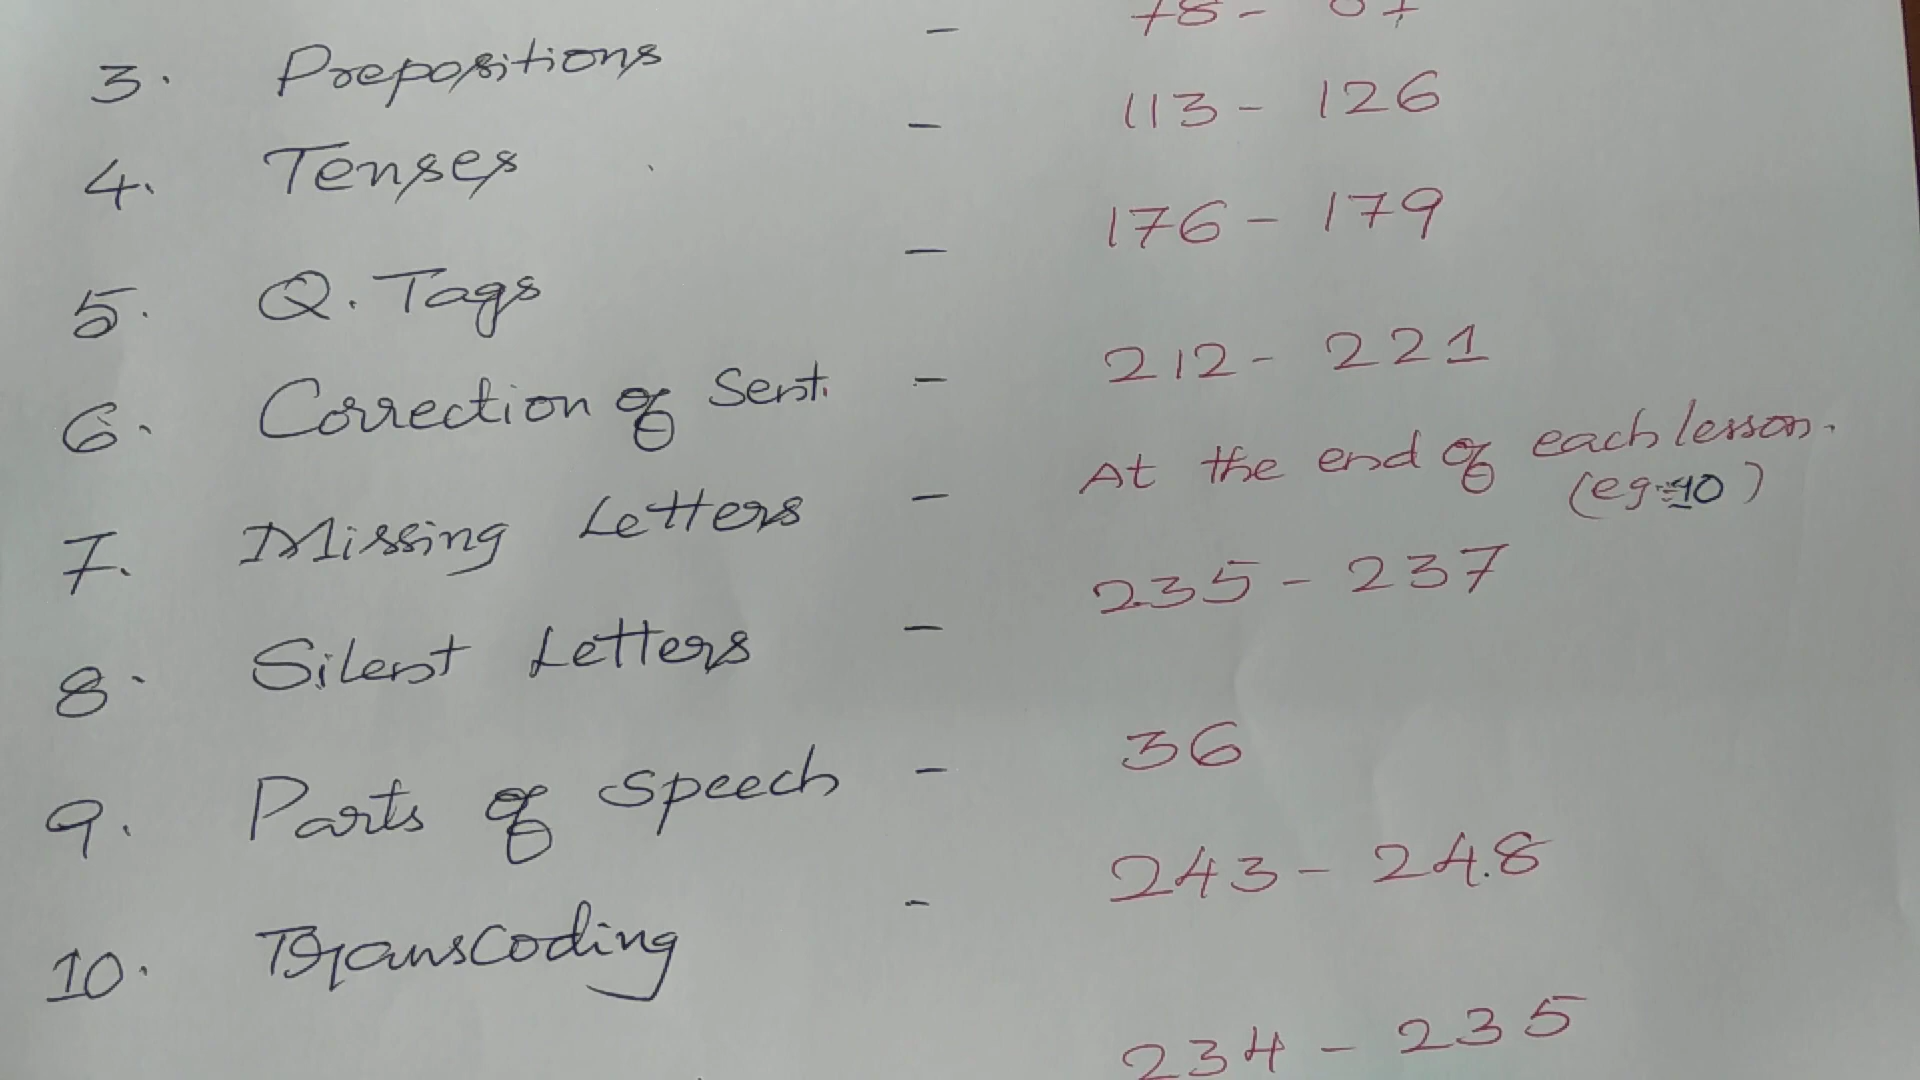 3. Prepositions - 78 -
4. Tenses - 113 - 126
5. Q. Tags - 176 - 179
6. Correction of Sent. - 212 - 221
7. Missing Letters - At the end of each lesson.
(eg:-10)
8. Silent Letters - 235 - 237
9. Parts of speech - 36
10. Transcoding - 243 - 248
234 - 235